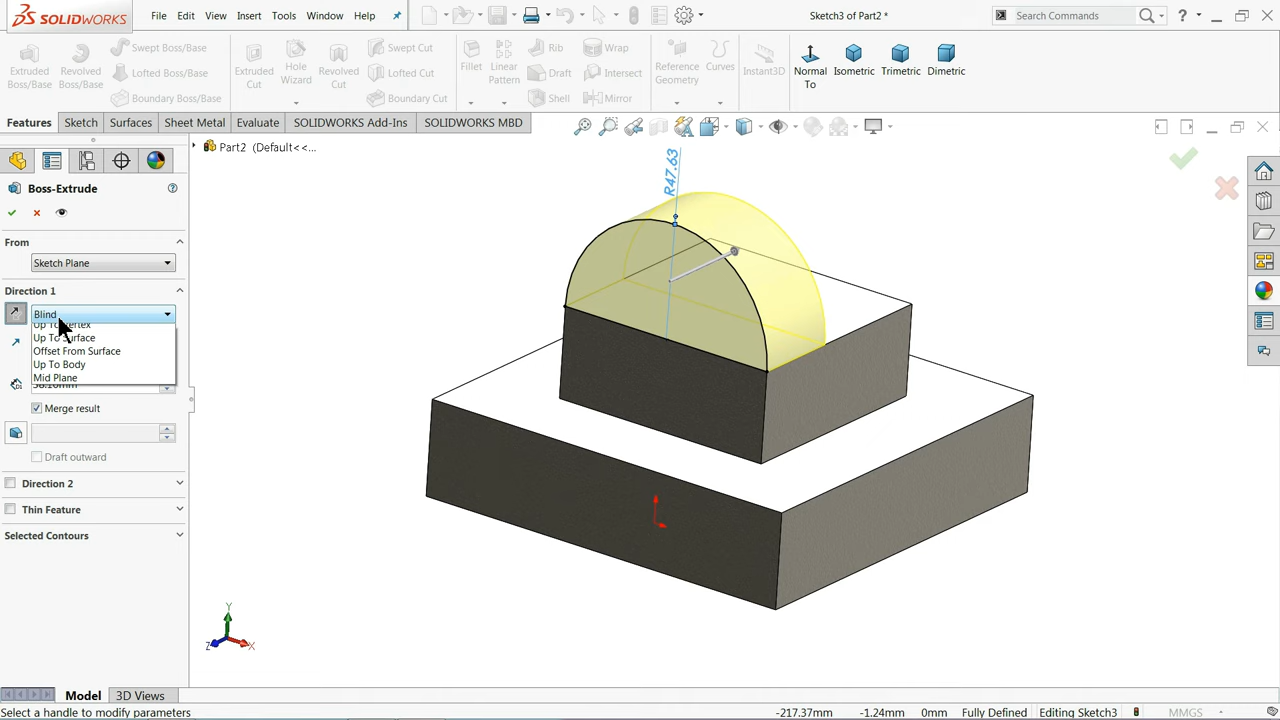 SOLIDWORKS File Edit View Insert Tools Window Help Sketch3 of Part2 * Search Commands ?
Extruded Boss/Base
Revolved Boss/Base
Swept Boss/Base
Lofted Boss/Base
Boundary Boss/Base
Extruded Cut
Hole Wizard
Revolved Cut
Swept Cut
Lofted Cut
Boundary Cut
Fillet
Linear Pattern
Rib
Draft
Shell
Wrap
Intersect
Mirror
Reference Geometry
Curves
Instant3D
Normal To
Isometric
Trimetric
Dimetric
Features Sketch Surfaces Sheet Metal Evaluate SOLIDWORKS Add-Ins SOLIDWORKS MBD
Part2 (Default<<...
Boss-Extrude
From
Sketch Plane
Direction 1
Blind
Up To Surface
Offset From Surface
Up To Body
Mid Plane
Merge result
Draft outward
Direction 2
Thin Feature
Selected Contours
R47.63
Y
Z
X
Model 3D Views
Select a handle to modify parameters -217.37mm -1.24mm 0mm Fully Defined Editing Sketch3 MMGS